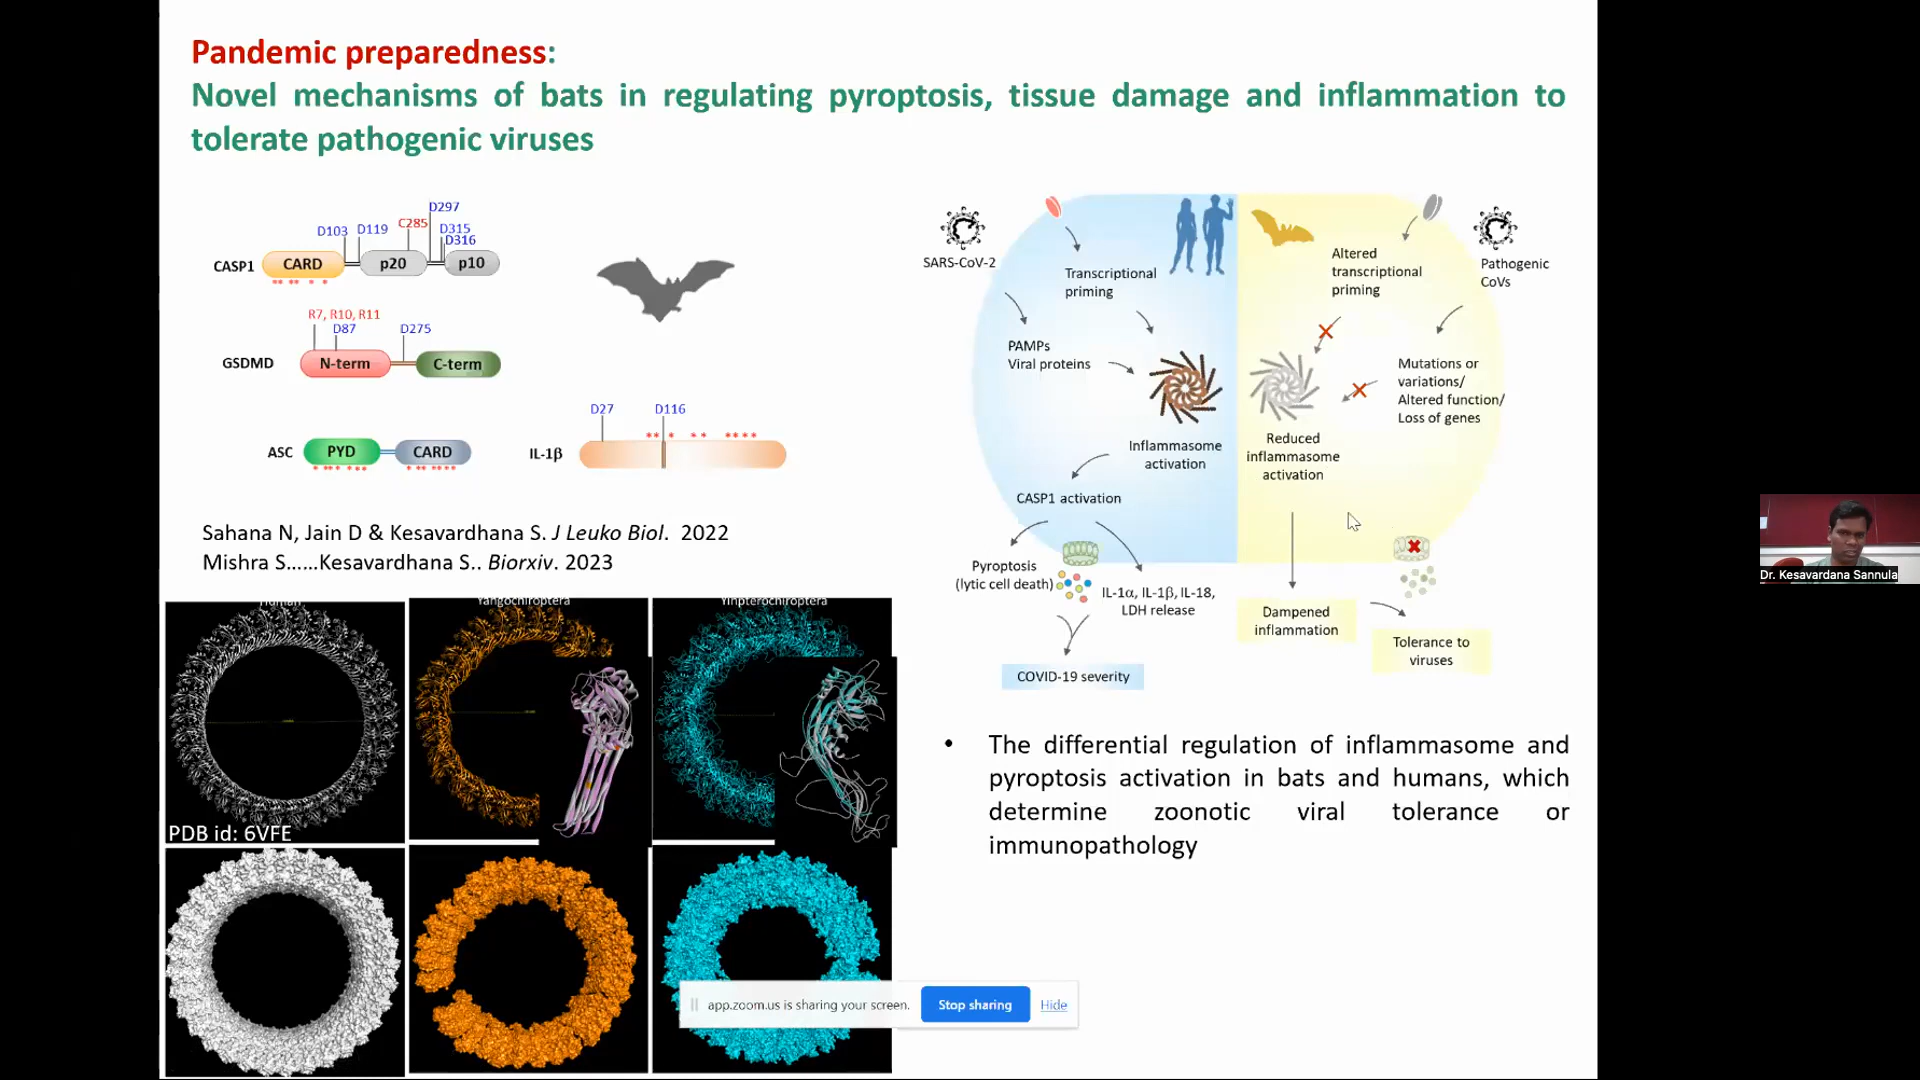 Pandemic preparedness:
Novel mechanisms of bats in regulating pyroptosis, tissue damage and inflammation to
tolerate pathogenic viruses
D297
C285
D103
D119
D315
D316
CASP1
CARD
p20
p10
** ** * *
R7, R10, R11
D87
D275
GSDMD
N-term
C-term
D27
D116
ASC
PYD
CARD
IL-1β
Sahana N, Jain D & Kesavardhana S. J Leuko Biol. 2022
Mishra S......Kesavardhana S.. Biorxiv. 2023
Human
Yangochiroptera
Yinpterochiroptera
PDB id: 6VFE
SARS-CoV-2
Transcriptional
priming
PAMPs
Viral proteins
Inflammasome
activation
CASP1 activation
Pyroptosis
(lytic cell death)
IL-1α, IL-1β, IL-18,
LDH release
COVID-19 severity
Altered
transcriptional
priming
Pathogenic
CoVs
Mutations or
variations/
Altered function/
Loss of genes
Reduced
inflammasome
activation
Dampened
inflammation
Tolerance to
viruses
• The differential regulation of inflammasome and
pyroptosis activation in bats and humans, which
determine zoonotic viral tolerance or
immunopathology
app.zoom.us is sharing your screen.
Stop sharing
Hide
Dr. Kesavardana Sannula